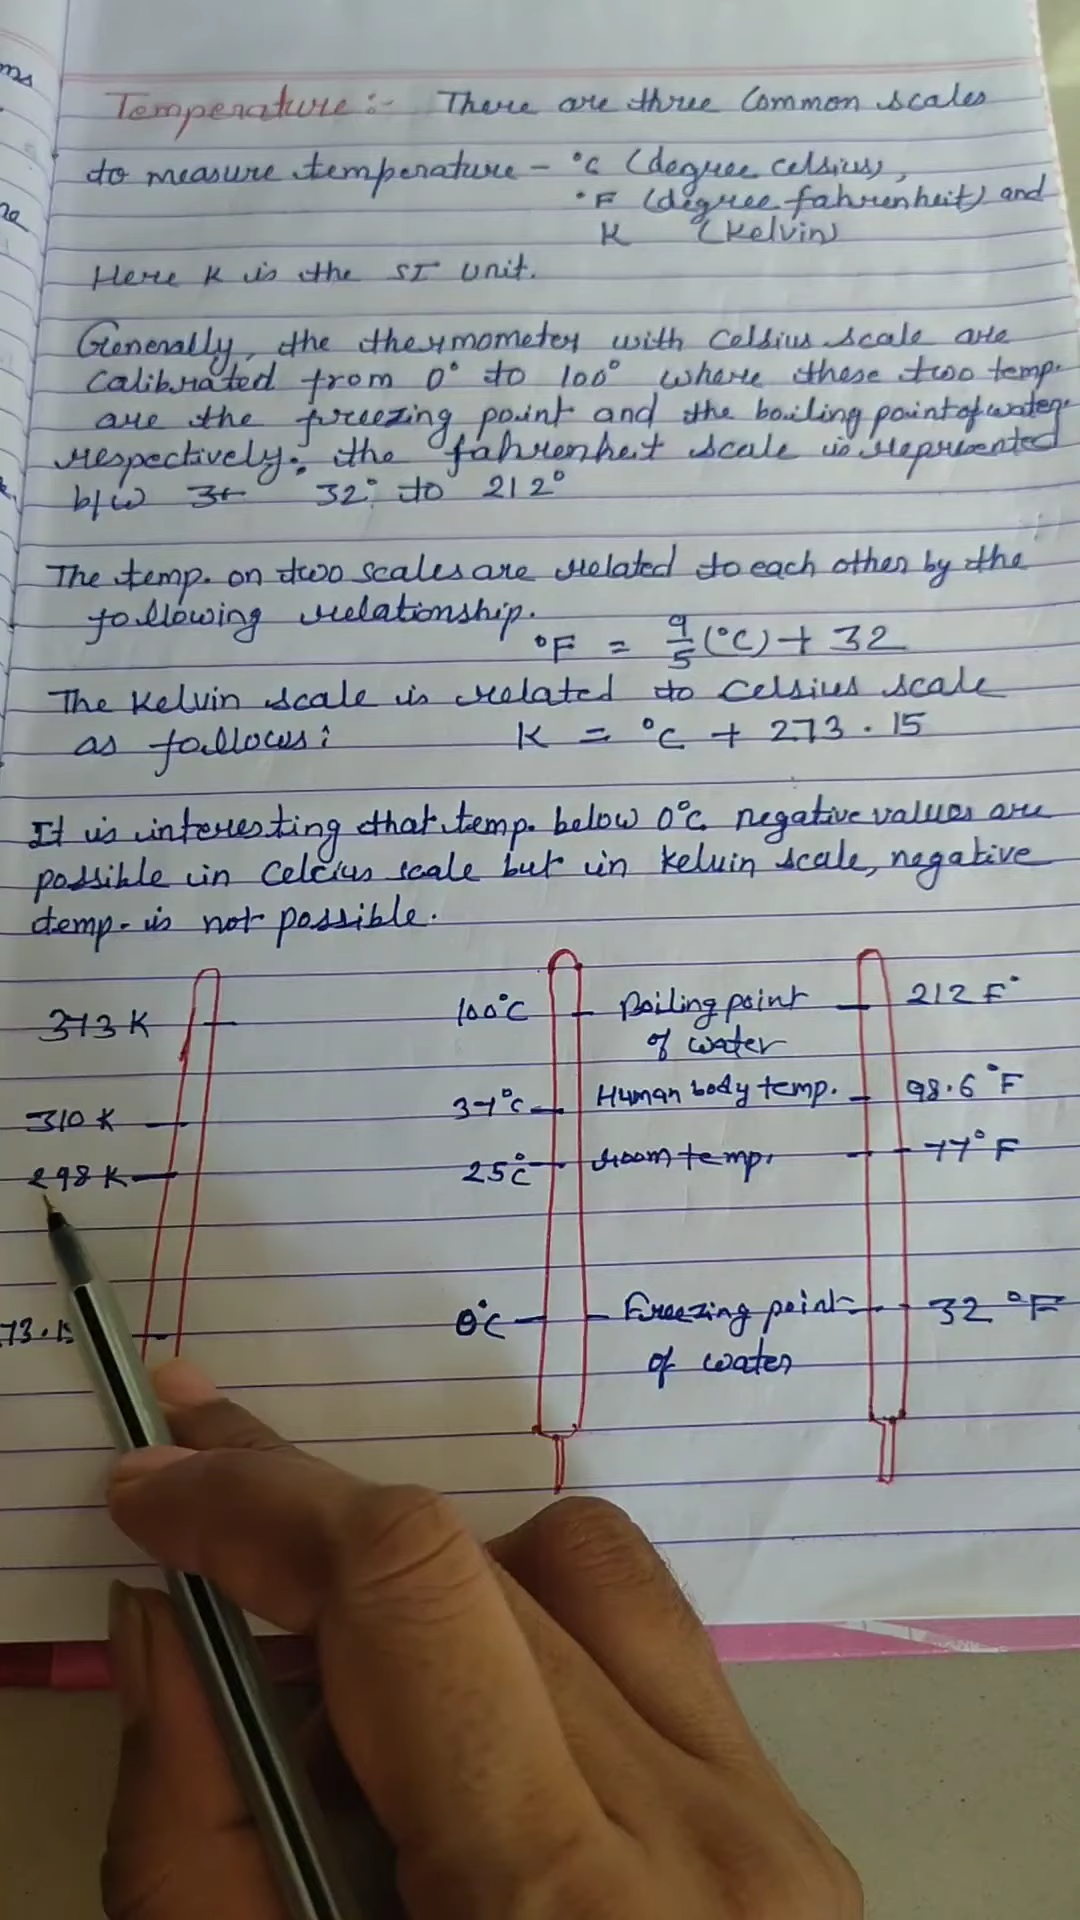 Temperature :- There are three Common scales
to measure temperature - °C (degree celsius),
°F (degree fahrenheit) and
K (Kelvin)
Here K is the SI unit.
Generally, the thermometer with Celsius scale are
Calibrated from 0° to 100° where these two temp.
are the freezing point and the boiling point of water
respectively. the fahrenheit scale is represented
b/w 32° to 212°
The temp. on two scales are related to each other by the
following relationship.
°F = 9/5 (°C) + 32
The Kelvin scale is related to Celsius scale
as follows: K = °C + 273.15
It is interesting that temp. below 0°C negative values are
possible in Celcius scale but in Kelvin scale, negative
temp. is not possible.
373 K 100°C Boiling point of water 212 F°
310 K 37°C Human body temp. 98.6 °F
298 K 25°C room temp. 77° F
73.15 0°C Freezing point of water 32 °F